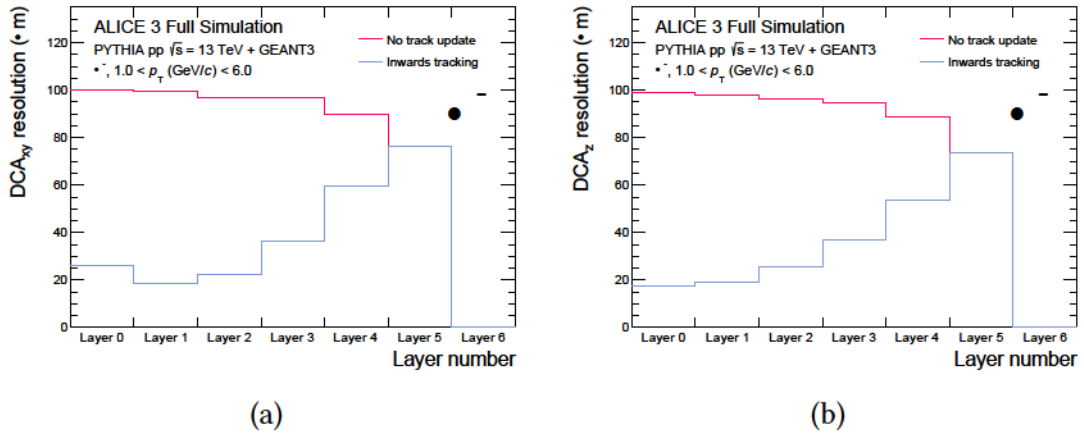 ALICE 3 Full Simulation
PYTHIA pp √s = 13 TeV + GEANT3
•⁻, 1.0 < p_T (GeV/c) < 6.0
No track update
Inwards tracking
DCA_xy resolution (• m)
120
100
80
60
40
20
0
● ⁻
Layer 0 Layer 1 Layer 2 Layer 3 Layer 4 Layer 5 Layer 6
Layer number
(a)
ALICE 3 Full Simulation
PYTHIA pp √s = 13 TeV + GEANT3
•⁻, 1.0 < p_T (GeV/c) < 6.0
No track update
Inwards tracking
DCA_z resolution (• m)
120
100
80
60
40
20
0
● ⁻
Layer 0 Layer 1 Layer 2 Layer 3 Layer 4 Layer 5 Layer 6
Layer number
(b)